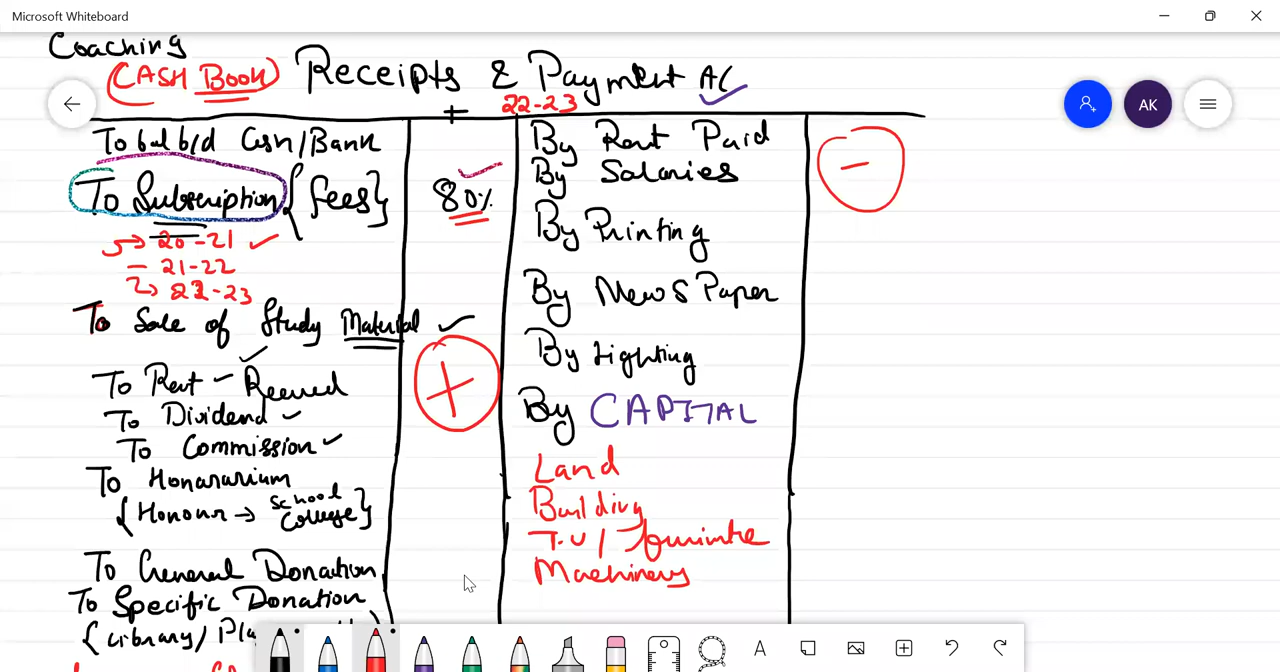 Microsoft Whiteboard
Coaching
(CASH BOOK) Receipts & Payment A/C
22-23
To bal b/d Cash/Bank
To Subscription {fees} 80%
→ 20-21
- 21-22
→ 22-23
To Sale of Study Material
To Rent - Received
To Dividend
To Commission
To Honararium
{Honour → School College}
To General Donation
To Specific Donation
{Library/
+
By Rent Paid
By Salaries
By Printing
By News Paper
By Lighting
By CAPITAL
Land
Building
T.V/
Machinery
-
AK
A